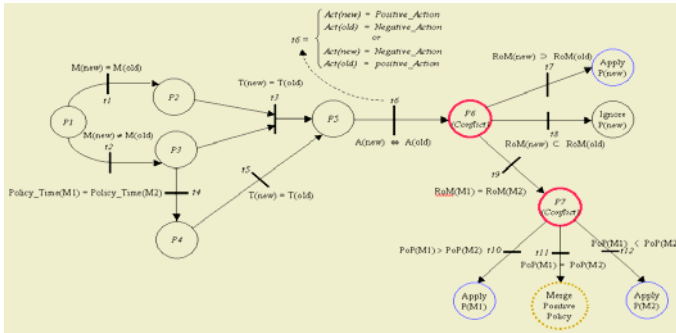 Act(new) = Positive_Action
Act(old) = Negative_Action
or
Act(new) = Negative_Action
Act(old) = positive_Action
t6 =
M(new) = M(old)
t1
P1
P2
M(new) ≠ M(old)
t2
P3
T(new) = T(old)
t3
Policy_Time(M1) = Policy_Time(M2)
t4
P4
t5
T(new) = T(old)
P5
t6
A(new) ⇔ A(old)
P6
(Conflict)
RoM(new) ⊃ RoM(old)
t7
Apply
P(new)
t8
Ignore
P(new)
RoM(new) ⊂ RoM(old)
t9
RoM(M1) = RoM(M2)
P7
(Conflict)
PoP(M1) > PoP(M2)
t10
t11
PoP(M1) = PoP(M2)
PoP(M1) < PoP(M2
t12
Apply
P(M1)
Merge
Positive
Policy
Apply
P(M2)